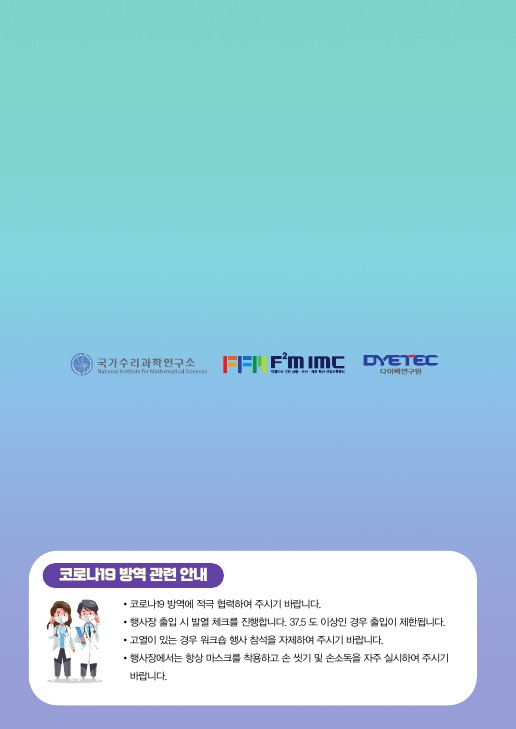 국가수리과학연구소
National Institute for Mathematical Sciences
FFM F²M IMC
DYETEC
다이텍연구원
코로나19 방역 관련 안내
• 코로나19 방역에 적극 협력하여 주시기 바랍니다.
• 행사장 출입 시 발열 체크를 진행합니다. 37.5 도 이상인 경우 출입이 제한됩니다.
• 고열이 있는 경우 워크숍 행사 참석을 자제하여 주시기 바랍니다.
• 행사장에서는 항상 마스크를 착용하고 손 씻기 및 손소독을 자주 실시하여 주시기
바랍니다.